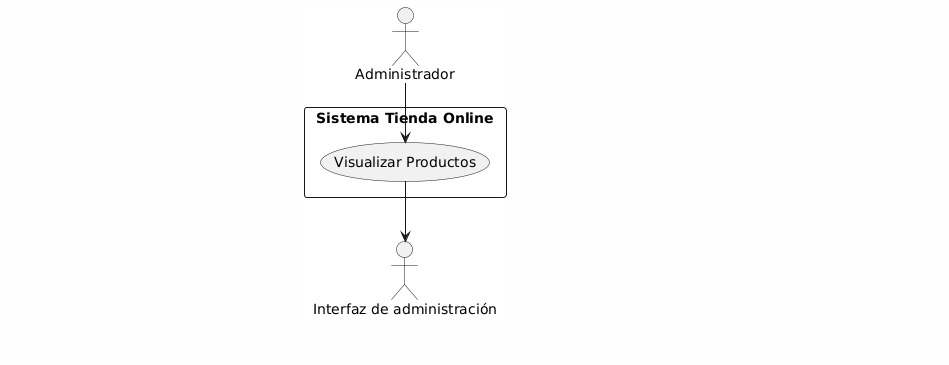 Administrador
Sistema Tienda Online
Visualizar Productos
Interfaz de administración